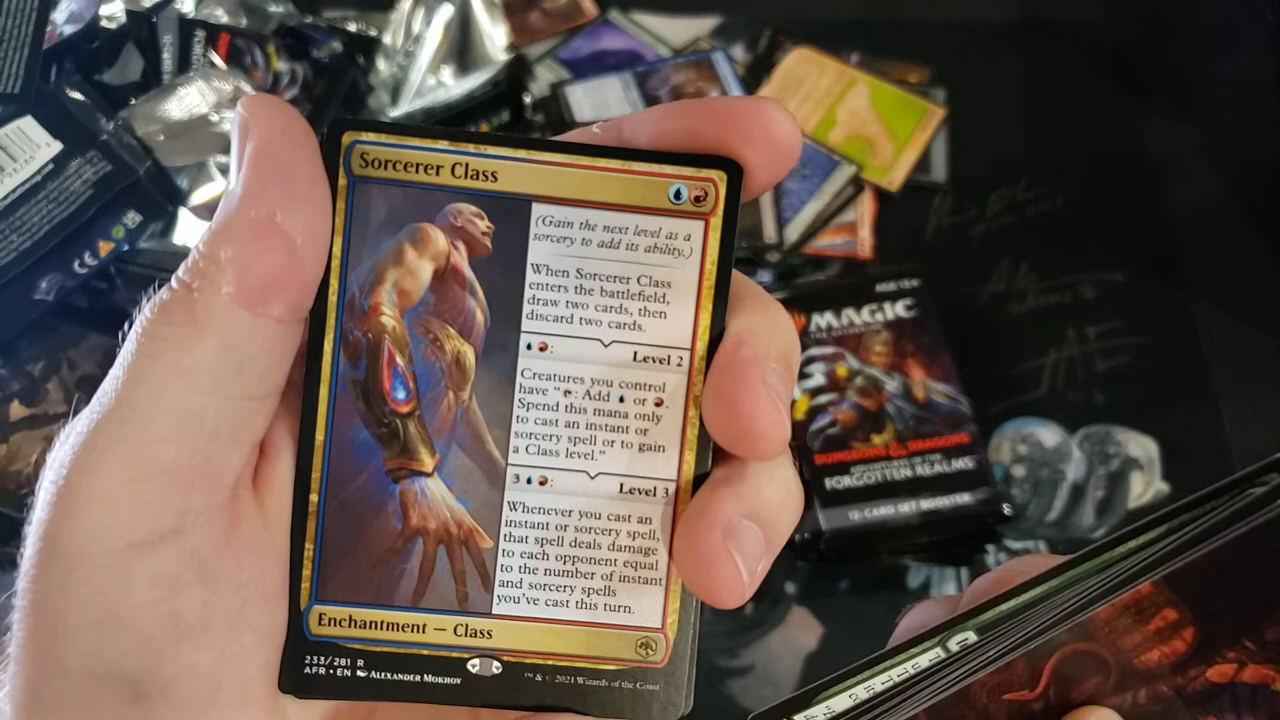 Sorcerer Class
(Gain the next level as a
sorcery to add its ability.)
When Sorcerer Class
enters the battlefield,
draw two cards, then
discard two cards.
: Level 2
Creatures you control
have “ : Add or .
Spend this mana only
to cast an instant or
sorcery spell or to gain
a Class level.”
3 : Level 3
Whenever you cast an
instant or sorcery spell,
that spell deals damage
to each opponent equal
to the number of instant
and sorcery spells
you've cast this turn.
Enchantment — Class
233/281 R
AFR • EN ALEXANDER MOKHOV
™ & © 2021 Wizards of the Coast
AGE 13+
MAGIC
THE GATHERING
DUNGEONS & DRAGONS
ADVENTURES IN THE
FORGOTTEN REALMS
12-CARD SET BOOSTER
CE